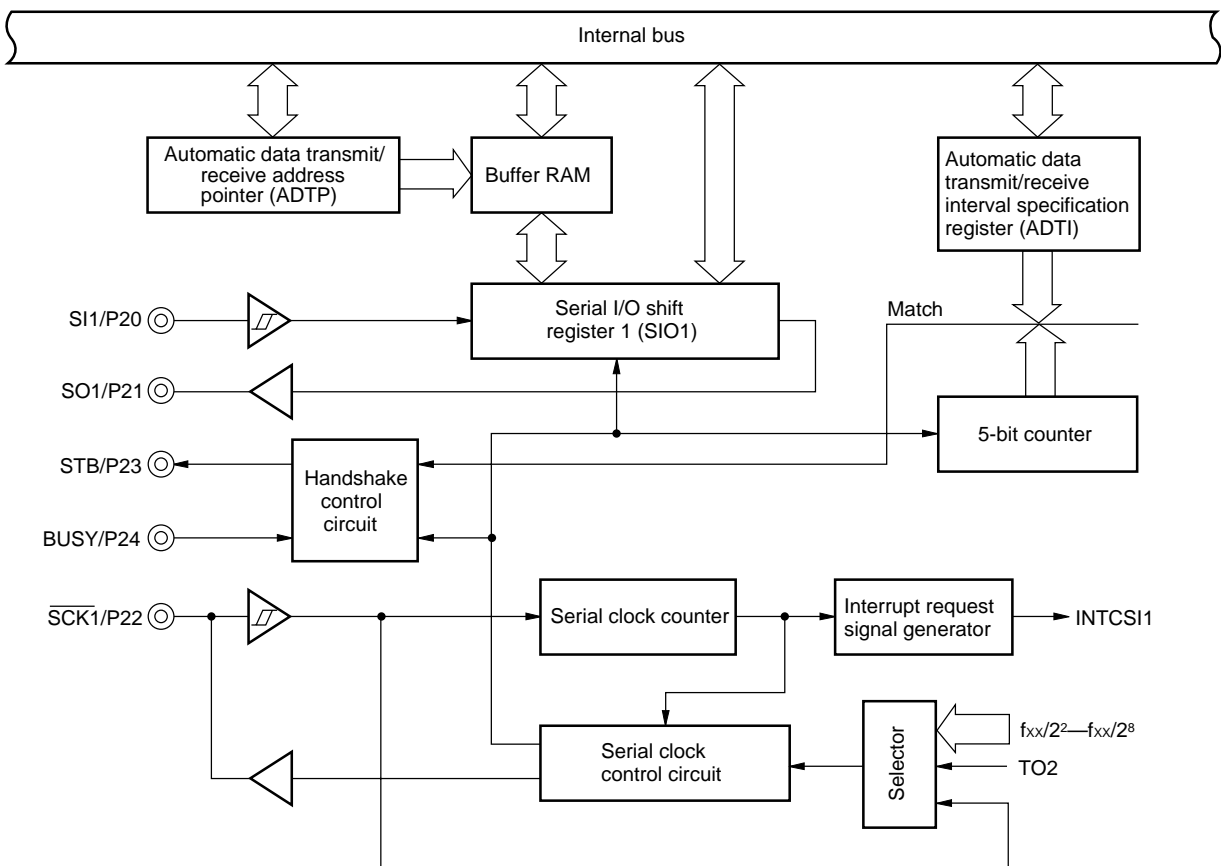 Internal bus
Automatic data transmit/
receive address
pointer (ADTP)
Buffer RAM
Automatic data
transmit/receive
interval specification
register (ADTI)
SI1/P20
Serial I/O shift
register 1 (SIO1)
Match
SO1/P21
5-bit counter
STB/P23
Handshake
control
circuit
BUSY/P24
SCK1/P22
Serial clock counter
Interrupt request
signal generator
INTCSI1
Serial clock
control circuit
Selector
fxx/2²—fxx/2⁸
TO2